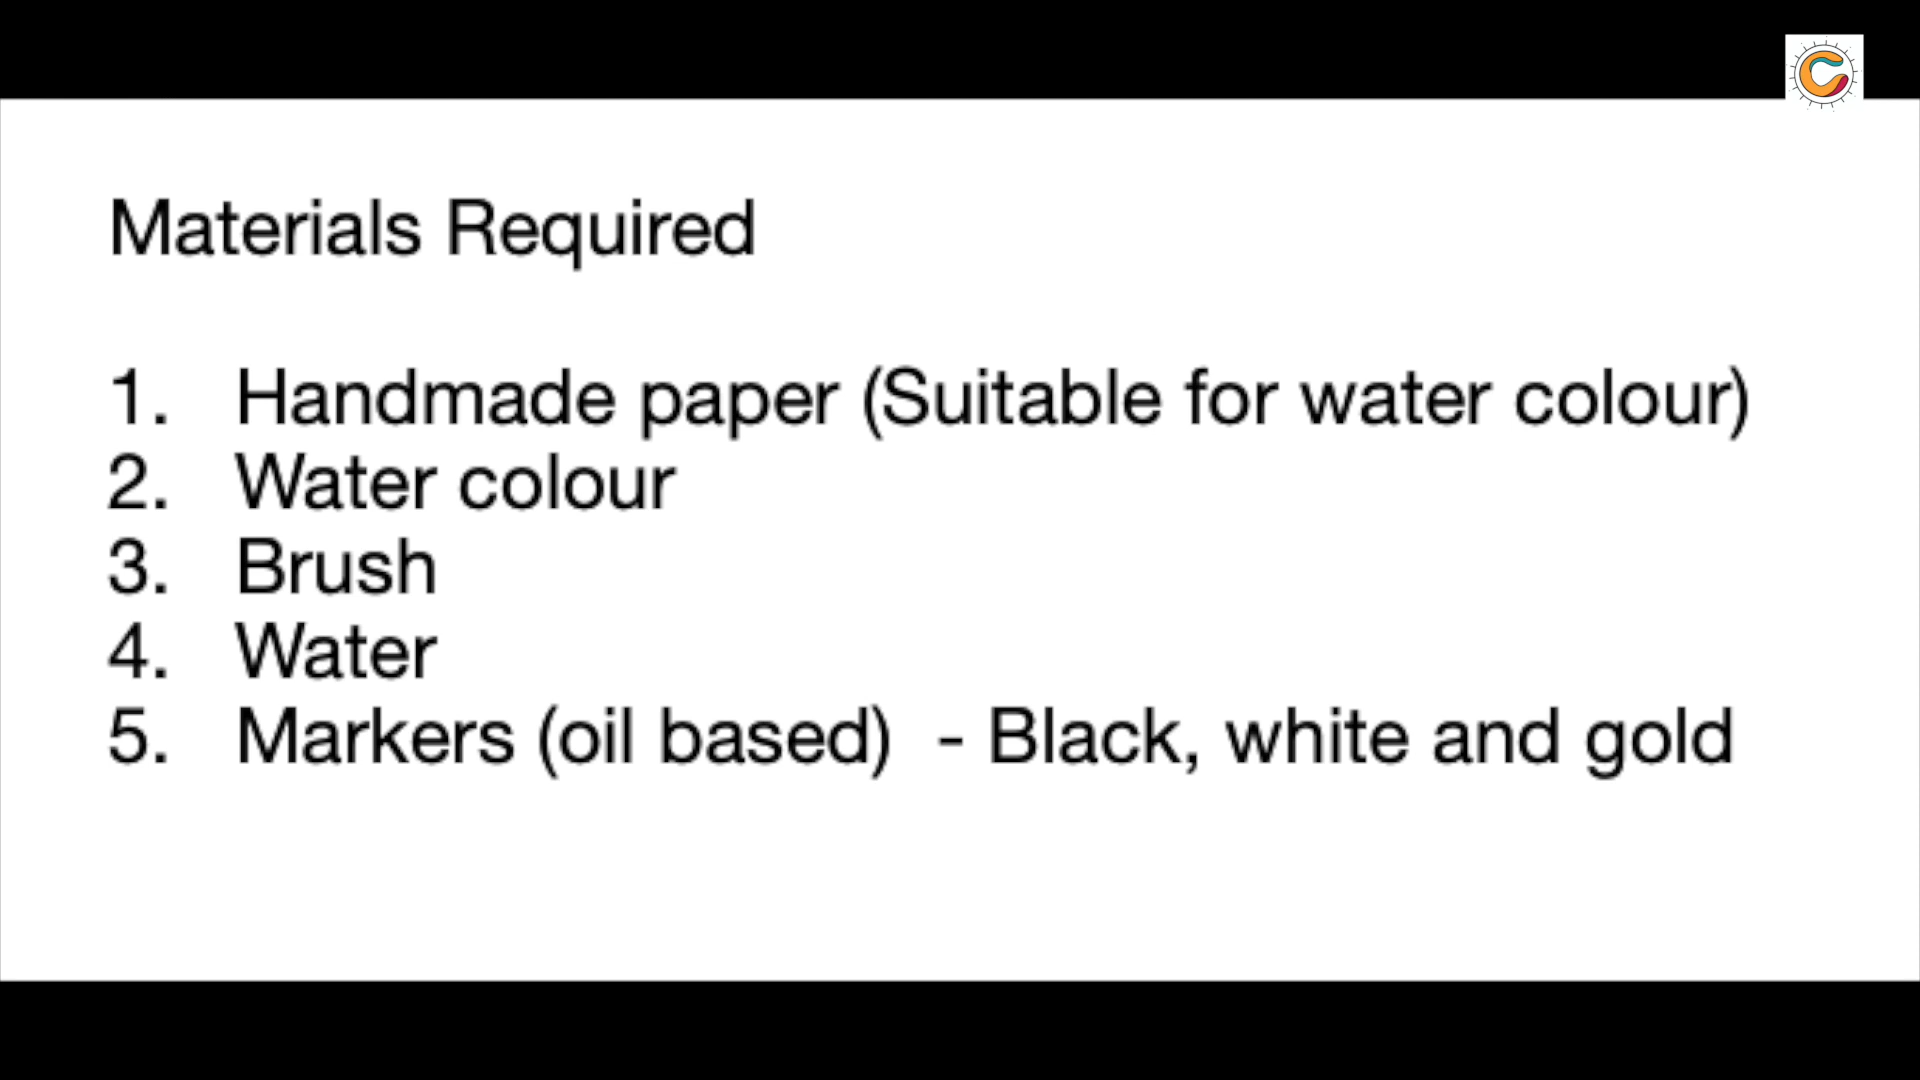 Materials Required
1. Handmade paper (Suitable for water colour)
2. Water colour
3. Brush
4. Water
5. Markers (oil based)  - Black, white and gold